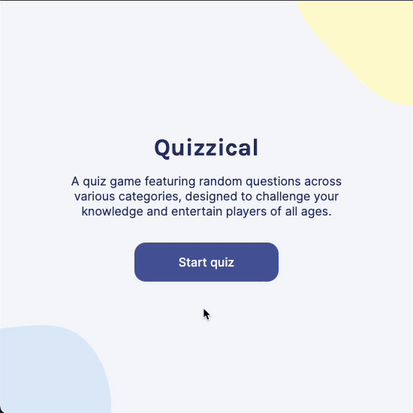 Quizzical
A quiz game featuring random questions across
various categories, designed to challenge your
knowledge and entertain players of all ages.
Start quiz